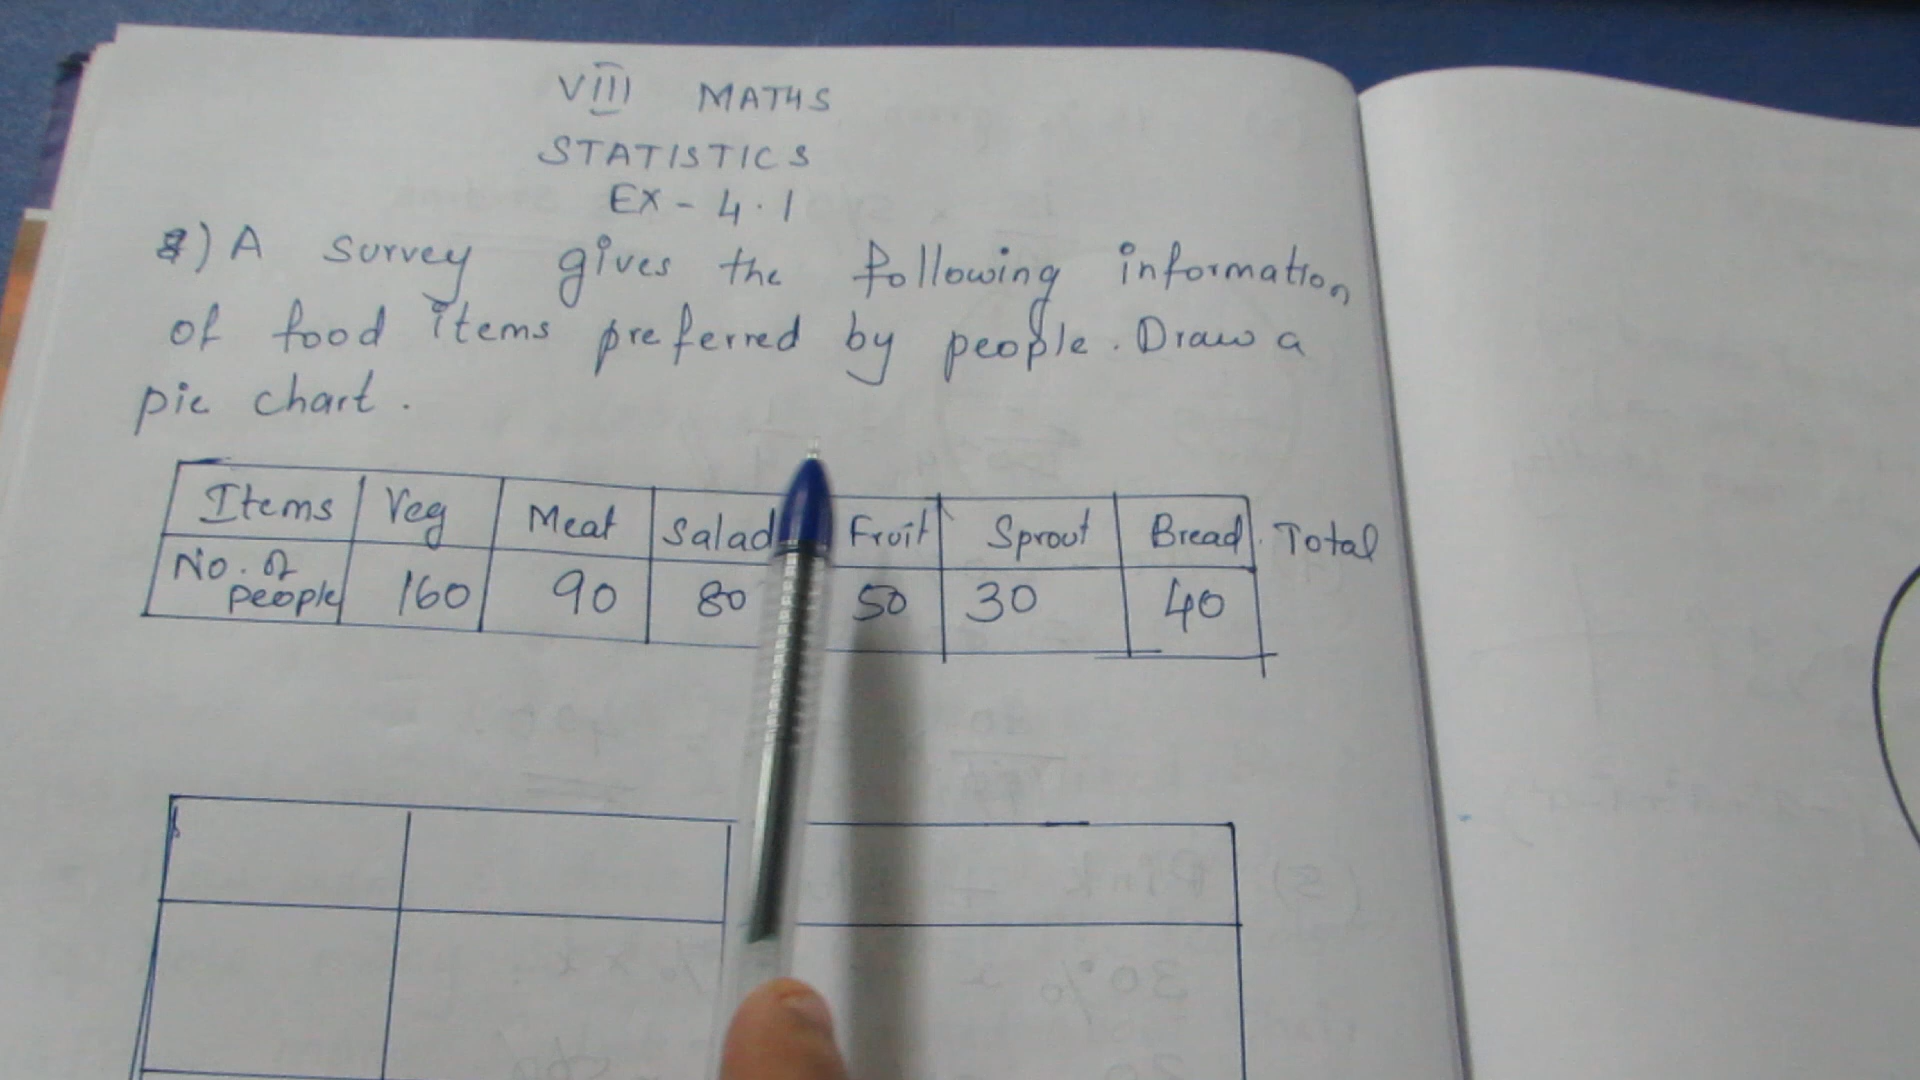 VIII MATHS
STATISTICS
EX - 4.1
8) A survey gives the following information
of food items preferred by people. Draw a
pie chart.
Items Veg Meat Salad Fruit Sprout Bread. Total
No. of people 160 90 80 50 30 40